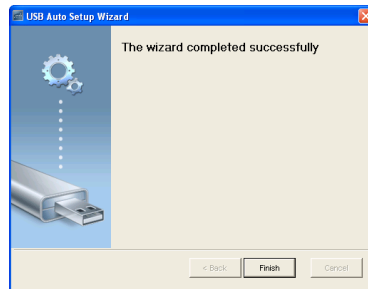 USB Auto Setup Wizard
The wizard completed successfully
< Back Finish Cancel